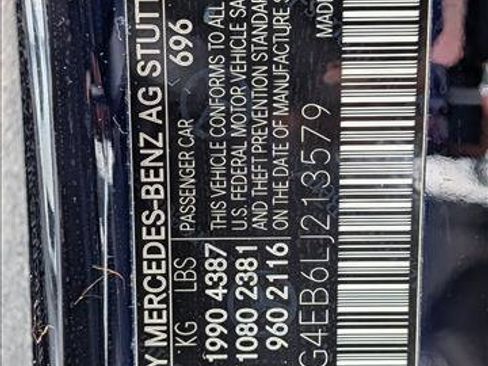 Y MERCEDES-BENZ AG STUTT
KG LBS PASSENGER CAR 696
1990 4387 THIS VEHICLE CONFORMS TO ALL
1080 2381 U.S. FEDERAL MOTOR VEHICLE SA
960 2116 AND THEFT PREVENTION STANDAR
ON THE DATE OF MANUFACTURE S
G4EB6LJ213579
MADE